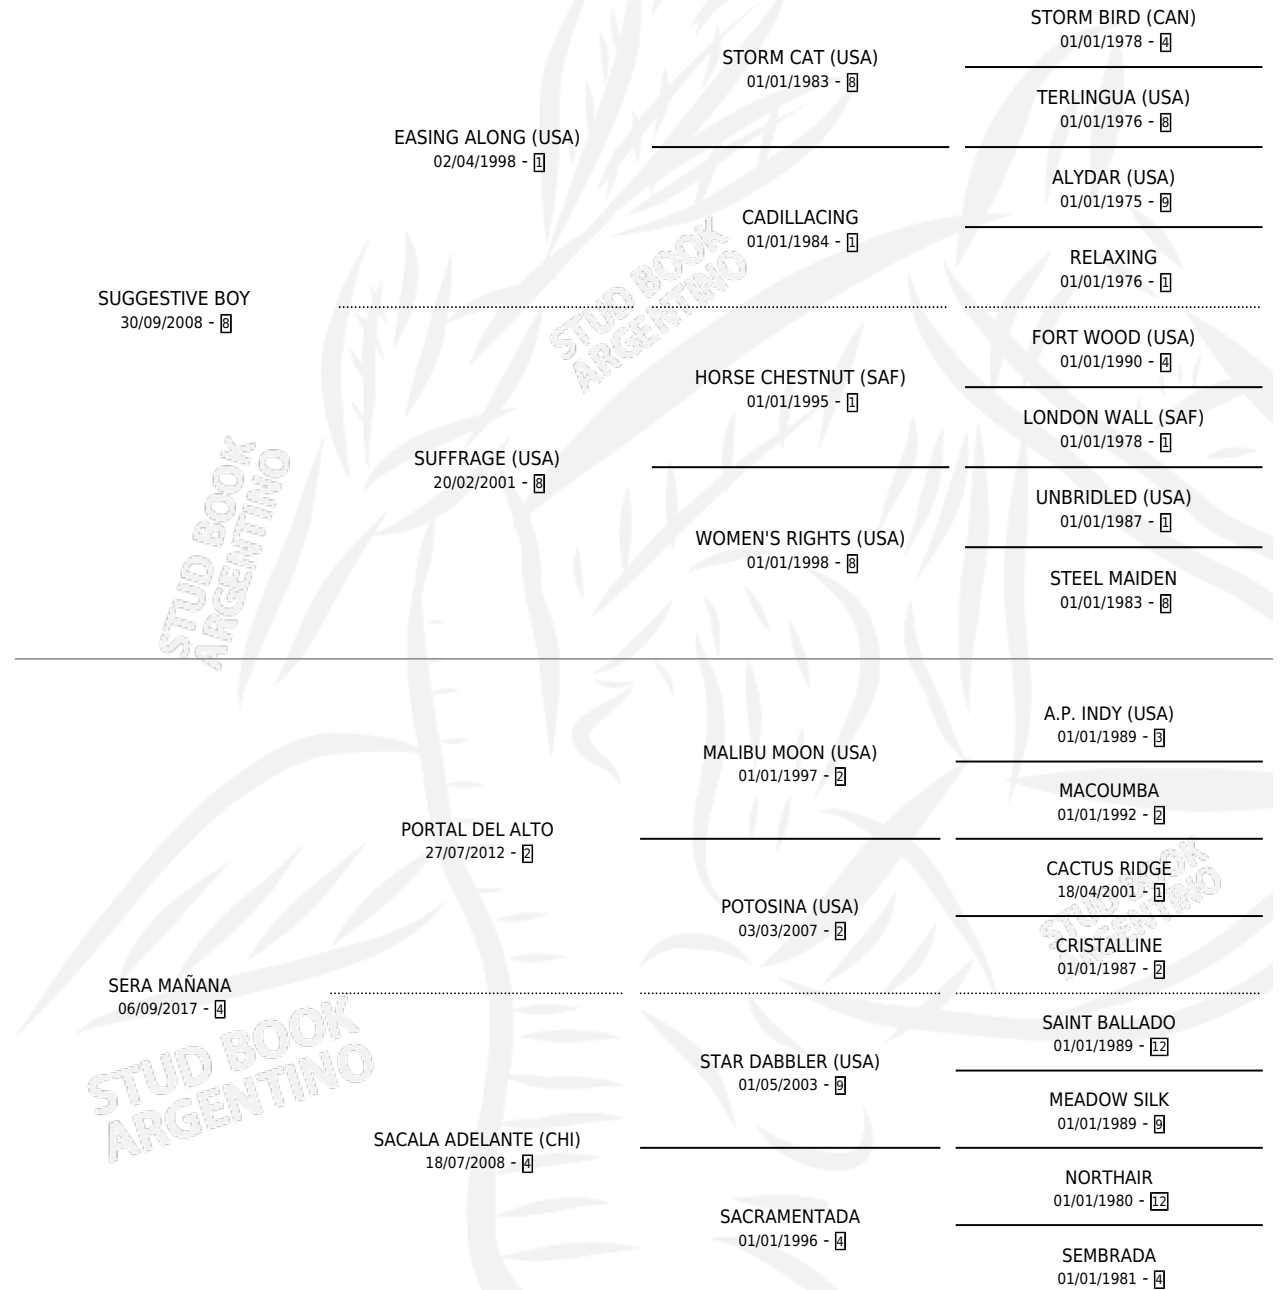 STORM BIRD (CAN)
01/01/1978 - 4
STORM CAT (USA)
01/01/1983 - 8
TERLINGUA (USA)
01/01/1976 - 8
EASING ALONG (USA)
02/04/1998 - 1
ALYDAR (USA)
01/01/1975 - 9
CADILLACING
01/01/1984 - 1
RELAXING
01/01/1976 - 1
SUGGESTIVE BOY
30/09/2008 - 8
STUD BOOK
ARGENTINO
FORT WOOD (USA)
01/01/1990 - 4
HORSE CHESTNUT (SAF)
01/01/1995 - 1
LONDON WALL (SAF)
01/01/1978 - 1
SUFFRAGE (USA)
20/02/2001 - 8
UNBRIDLED (USA)
01/01/1987 - 1
WOMEN'S RIGHTS (USA)
01/01/1998 - 8
STEEL MAIDEN
01/01/1983 - 8
STUD BOOK
ARGENTINO
A.P. INDY (USA)
01/01/1989 - 3
MALIBU MOON (USA)
01/01/1997 - 2
MACOUMBA
01/01/1992 - 2
PORTAL DEL ALTO
27/07/2012 - 2
CACTUS RIDGE
18/04/2001 - 1
POTOSINA (USA)
03/03/2007 - 2
STUD BOOK
ARGENTINO
CRISTALLINE
01/01/1987 - 2
SERA MAÑANA
06/09/2017 - 4
SAINT BALLADO
01/01/1989 - 12
STAR DABBLER (USA)
01/05/2003 - 9
MEADOW SILK
01/01/1989 - 9
STUD BOOK
ARGENTINO
SACALA ADELANTE (CHI)
18/07/2008 - 4
NORTHAIR
01/01/1980 - 12
SACRAMENTADA
01/01/1996 - 4
SEMBRADA
01/01/1981 - 4